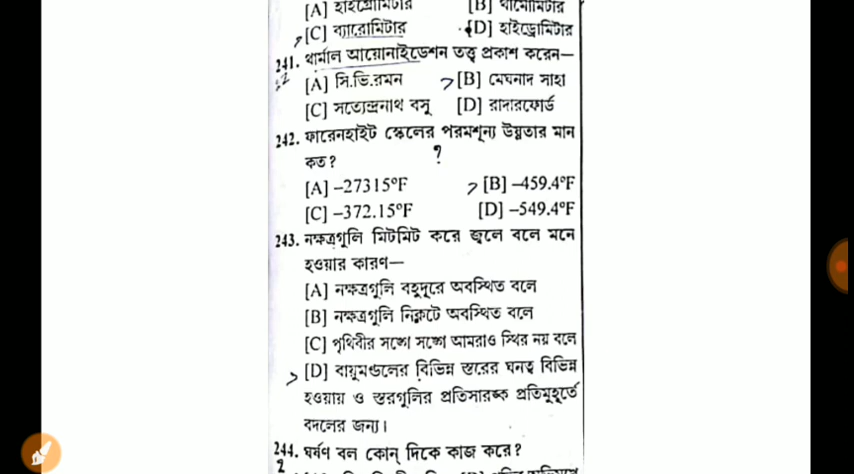 [A] হাইগ্রোমিটার [B] থার্মোমিটার
[C] ব্যারোমিটার [D] হাইড্রোমিটার
241. থার্মাল আয়োনাইডেশন তত্ত্ব প্রকাশ করেন—
[A] সি.ভি.রমন [B] মেঘনাদ সাহা
[C] সত্যেন্দ্রনাথ বসু [D] রাদারফোর্ড
242. ফারেনহাইট স্কেলের পরমশূন্য উষ্ণতার মান
কত? ?
[A] –27315°F [B] –459.4°F
[C] –372.15°F [D] –549.4°F
243. নক্ষত্রগুলি মিটমিট করে জ্বলে বলে মনে
হওয়ার কারণ—
[A] নক্ষত্রগুলি বহুদূরে অবস্থিত বলে
[B] নক্ষত্রগুলি নিকটে অবস্থিত বলে
[C] পৃথিবীর সঙ্গে সঙ্গে আমরাও স্থির নয় বলে
[D] বায়ুমণ্ডলের বিভিন্ন স্তরের ঘনত্ব বিভিন্ন
হওয়ায় ও স্তরগুলির প্রতিসারঙ্ক প্রতিমুহূর্তে
বদলের জন্য।
244. ঘর্ষণ বল কোন্ দিকে কাজ করে?
2